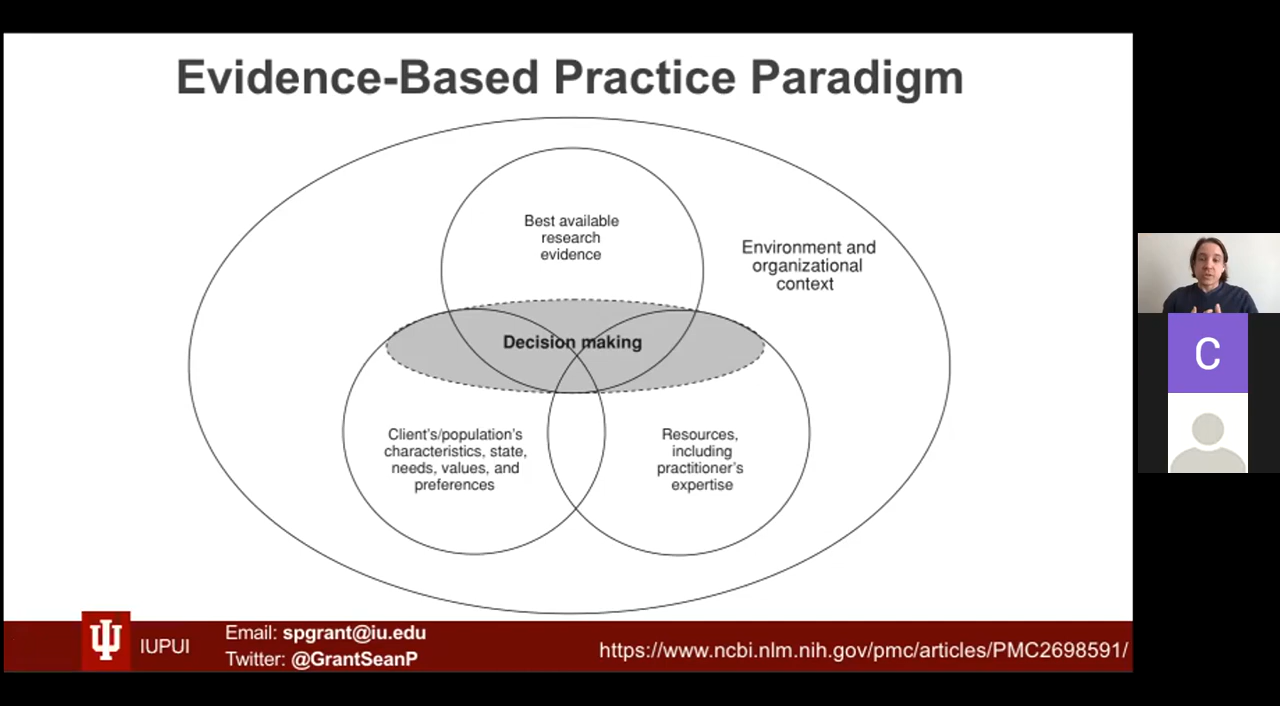 Evidence-Based Practice Paradigm
Best available
research
evidence
Environment and
organizational
context
Decision making
Client's/population's
characteristics, state,
needs, values, and
preferences
Resources,
including
practitioner's
expertise
C
IUPUI
Email: spgrant@iu.edu
Twitter: @GrantSeanP
https://www.ncbi.nlm.nih.gov/pmc/articles/PMC2698591/